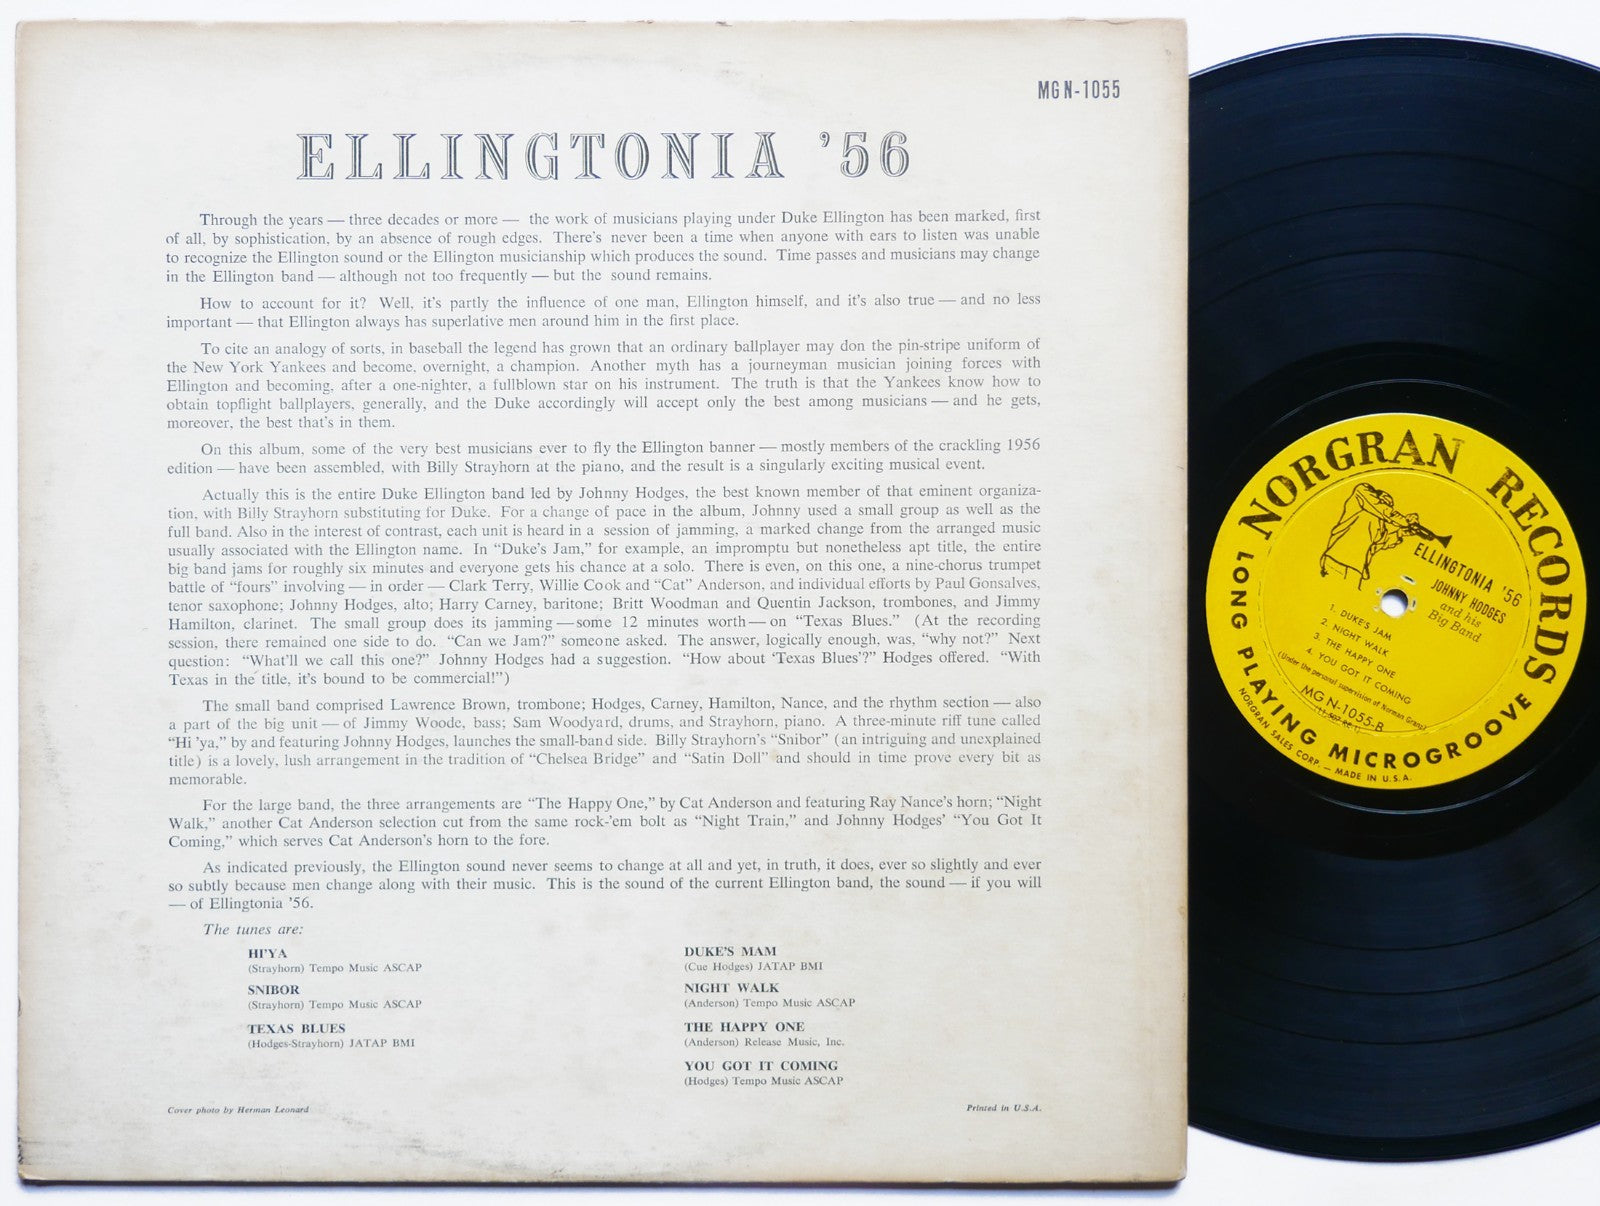 MG N-1055
ELLINGTONIA ’56
Through the years — three decades or more — the work of musicians playing under Duke Ellington has been marked, first
of all, by sophistication, by an absence of rough edges. There’s never been a time when anyone with ears to listen was unable
to recognize the Ellington sound or the Ellington musicianship which produces the sound. Time passes and musicians may change
in the Ellington band — although not too frequently — but the sound remains.
How to account for it? Well, it’s partly the influence of one man, Ellington himself, and it’s also true — and no less
important — that Ellington always has superlative men around him in the first place.
To cite an analogy of sorts, in baseball the legend has grown that an ordinary ballplayer may don the pin-stripe uniform of
the New York Yankees and become, overnight, a champion. Another myth has a journeyman musician joining forces with
Ellington and becoming, after a one-nighter, a fullblown star on his instrument. The truth is that the Yankees know how to
obtain topflight ballplayers, generally, and the Duke accordingly will accept only the best among musicians — and he gets,
moreover, the best that’s in them.
On this album, some of the very best musicians ever to fly the Ellington banner — mostly members of the crackling 1956
edition — have been assembled, with Billy Strayhorn at the piano, and the result is a singularly exciting musical event.
Actually this is the entire Duke Ellington band led by Johnny Hodges, the best known member of that eminent organiza-
tion, with Billy Strayhorn substituting for Duke. For a change of pace in the album, Johnny used a small group as well as the
full band. Also in the interest of contrast, each unit is heard in a session of jamming, a marked change from the arranged music
usually associated with the Ellington name. In “Duke’s Jam,” for example, an impromptu but nonetheless apt title, the entire
big band jams for roughly six minutes and everyone gets his chance at a solo. There is even, on this one, a nine-chorus trumpet
battle of “fours” involving — in order — Clark Terry, Willie Cook and “Cat” Anderson, and individual efforts by Paul Gonsalves,
tenor saxophone; Johnny Hodges, alto; Harry Carney, baritone; Britt Woodman and Quentin Jackson, trombones, and Jimmy
Hamilton, clarinet. The small group does its jamming — some 12 minutes worth — on “Texas Blues.” (At the recording
session, there remained one side to do. “Can we Jam?” someone asked. The answer, logically enough, was, “why not?” Next
question: “What’ll we call this one?” Johnny Hodges had a suggestion. “How about ‘Texas Blues’?” Hodges offered. “With
Texas in the title, it’s bound to be commercial!”)
The small band comprised Lawrence Brown, trombone; Hodges, Carney, Hamilton, Nance, and the rhythm section — also
a part of the big unit — of Jimmy Woode, bass; Sam Woodyard, drums, and Strayhorn, piano. A three-minute riff tune called
“Hi ’ya,” by and featuring Johnny Hodges, launches the small-band side. Billy Strayhorn’s “Snibor” (an intriguing and unexplained
title) is a lovely, lush arrangement in the tradition of “Chelsea Bridge” and “Satin Doll” and should in time prove every bit as
memorable.
For the large band, the three arrangements are “The Happy One,” by Cat Anderson and featuring Ray Nance’s horn; “Night
Walk,” another Cat Anderson selection cut from the same rock-’em bolt as “Night Train,” and Johnny Hodges’ “You Got It
Coming,” which serves Cat Anderson’s horn to the fore.
As indicated previously, the Ellington sound never seems to change at all and yet, in truth, it does, ever so slightly and ever
so subtly because men change along with their music. This is the sound of the current Ellington band, the sound — if you will
— of Ellingtonia ’56.
The tunes are:
HI’YA
(Strayhorn) Tempo Music ASCAP
SNIBOR
(Strayhorn) Tempo Music ASCAP
TEXAS BLUES
(Hodges-Strayhorn) JATAP BMI
DUKE’S MAM
(Cue Hodges) JATAP BMI
NIGHT WALK
(Anderson) Tempo Music ASCAP
THE HAPPY ONE
(Anderson) Release Music, Inc.
YOU GOT IT COMING
(Hodges) Tempo Music ASCAP
Cover photo by Herman Leonard
Printed in U.S.A.
NORGRAN RECORDS
ELLINGTONIA ’56
JOHNNY HODGES
and his
Big Band
1. DUKE’S JAM
2. NIGHT WALK
3. THE HAPPY ONE
4. YOU GOT IT COMING
(Under the personal supervision of Norman Granz)
MG N-1055-B
LONG PLAYING MICROGROOVE
NORGRAN SALES CORP. — MADE IN U.S.A.